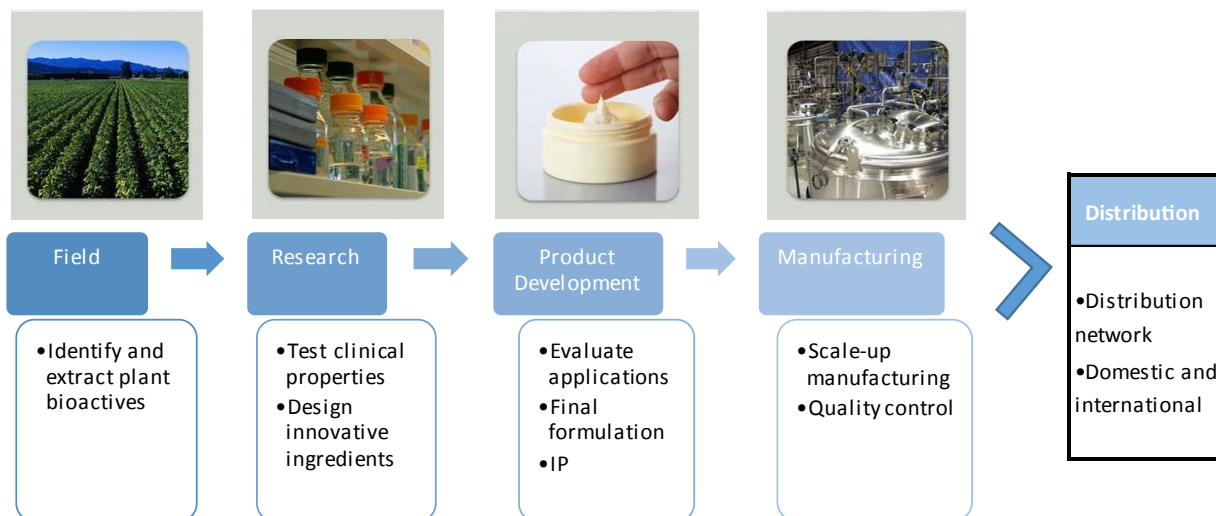 Field
•Identify and
extract plant
bioactives
Research
•Test clinical
properties
•Design
innovative
ingredients
Product
Development
•Evaluate
applications
•Final
formulation
•IP
Manufacturing
•Scale-up
manufacturing
•Quality control
Distribution
•Distribution
network
•Domestic and
international